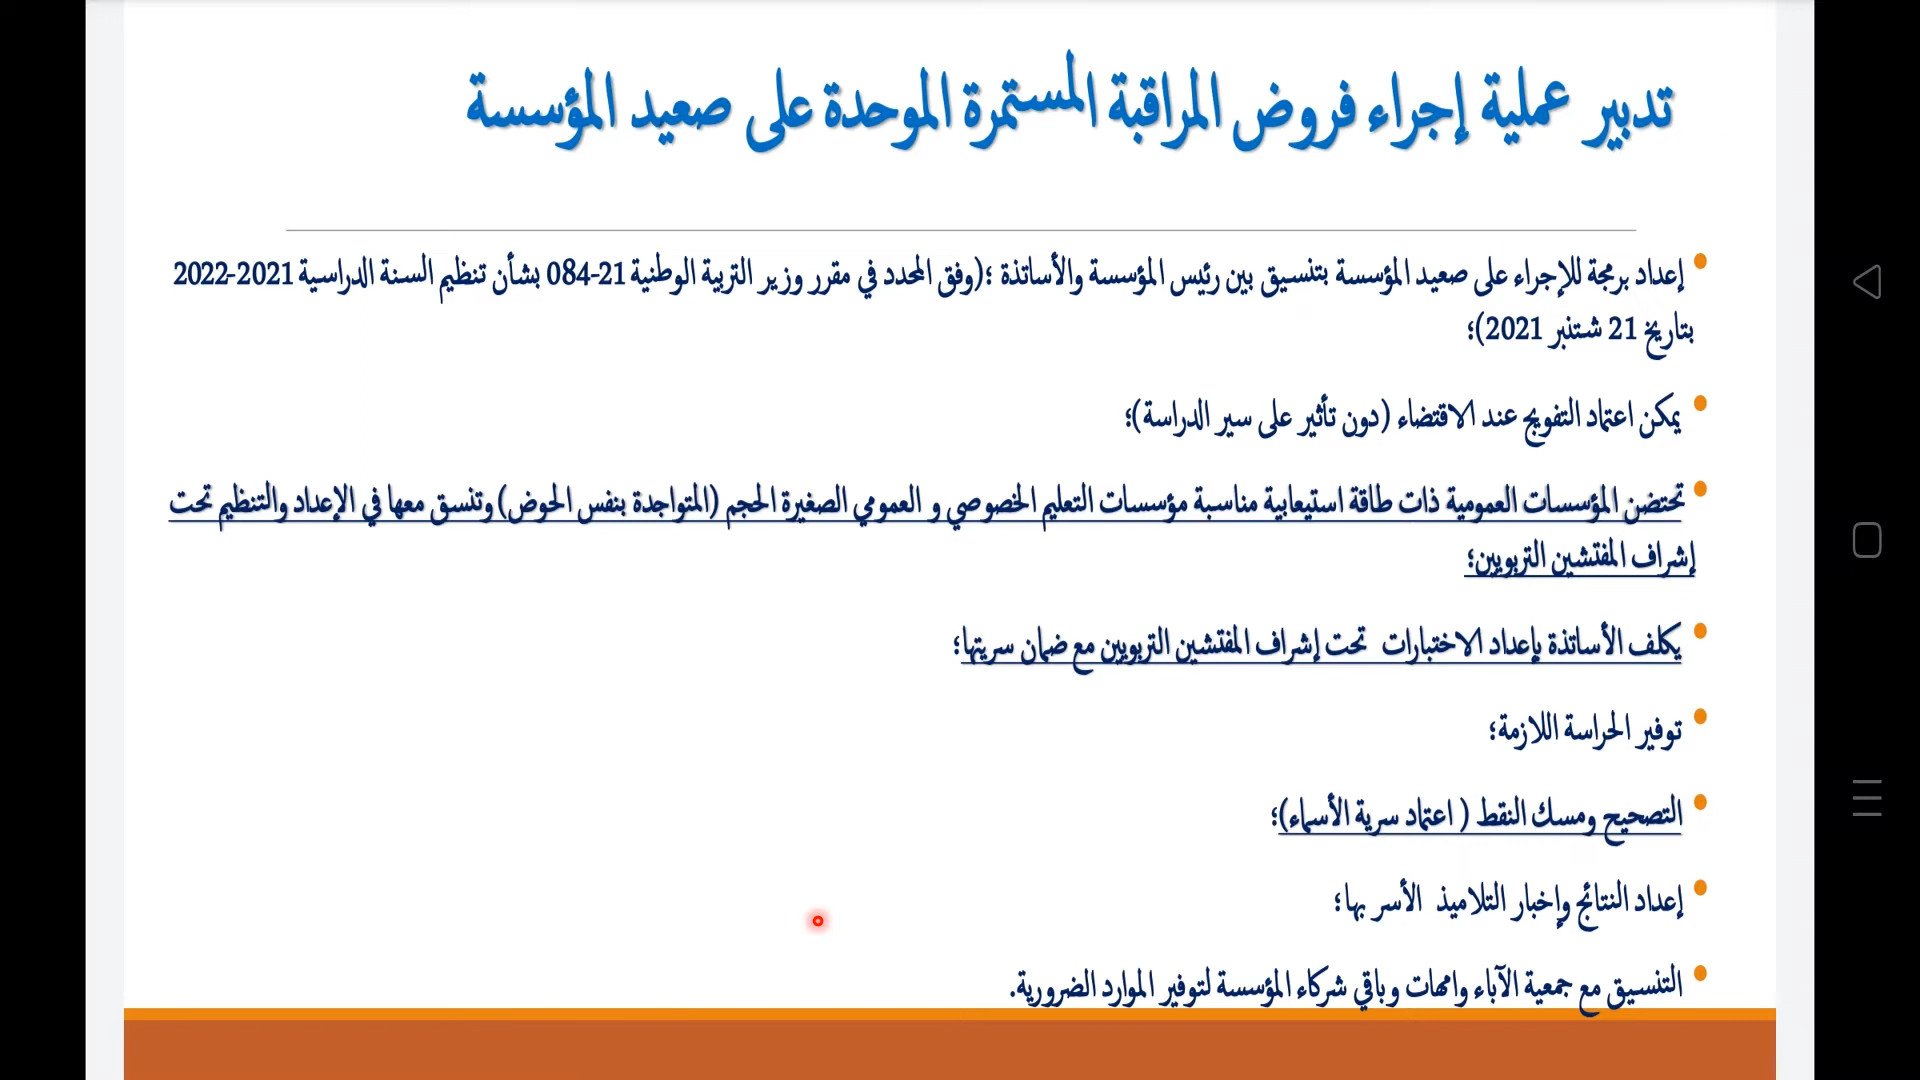 تدبير عملية إجراء فروض المراقبة المستمرة الموحدة على صعيد المؤسسة
• إعداد برمجة للإجراء على صعيد المؤسسة بتنسيق بين رئيس المؤسسة والأساتذة ؛(وفق المحدد في مقرر وزير التربية الوطنية 21-084 بشأن تنظيم السنة الدراسية 2021-2022
بتاريخ 21 شتنبر 2021)؛
• يمكن اعتماد التفويج عند الاقتضاء (دون تأثير على سير الدراسة)؛
• تحتضن المؤسسات العمومية ذات طاقة استيعابية مناسبة مؤسسات التعليم الخصوصي و العمومي الصغيرة الحجم (المتواجدة بنفس الحوض) وتنسق معها في الإعداد والتنظيم تحت
إشراف المفتشين التربويين؛
• يكلف الأساتذة بإعداد الاختبارات تحت إشراف المفتشين التربويين مع ضمان سريتها؛
• توفير الحراسة اللازمة؛
• التصحيح ومسك النقط ( اعتماد سرية الأسماء)؛
• إعداد النتائج وإخبار التلاميذ الأسر بها؛
• التنسيق مع جمعية الآباء وامهات وباقي شركاء المؤسسة لتوفير الموارد الضرورية.